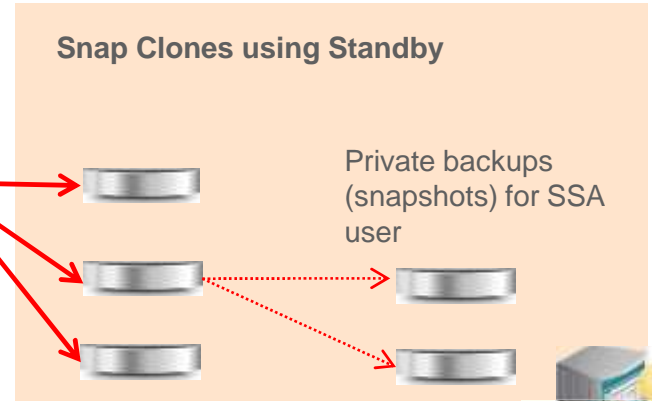 Snap Clones using Standby
Private backups
(snapshots) for SSA
user